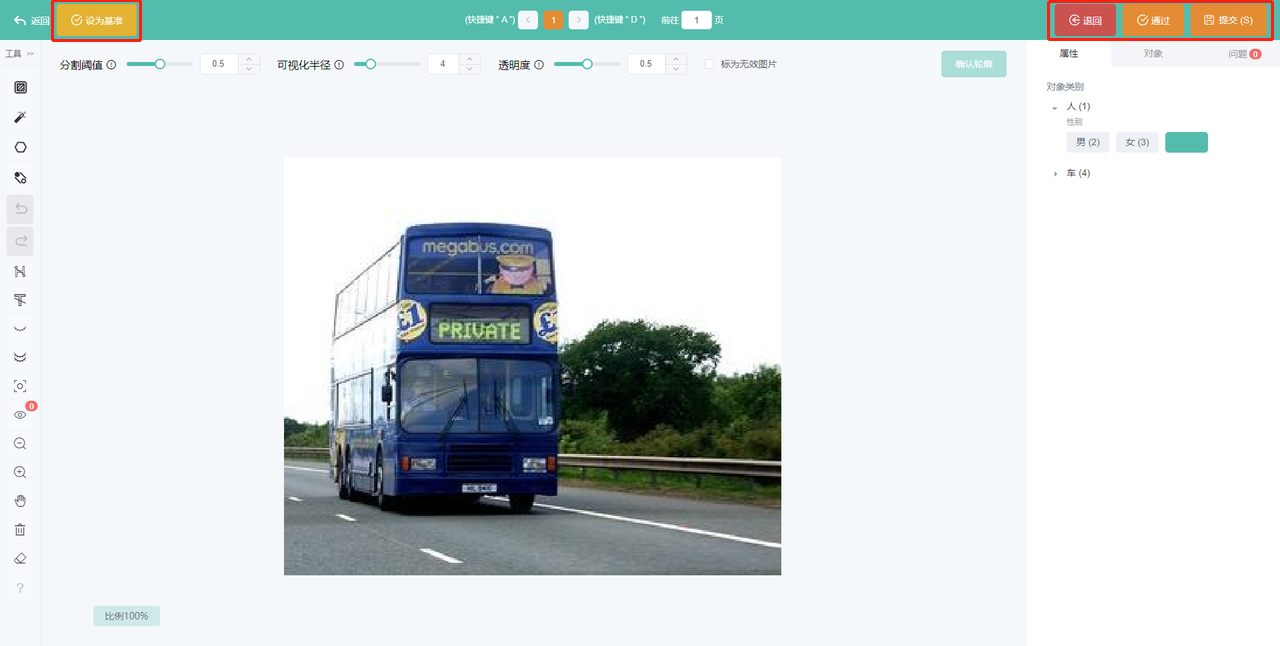 返回 设为基准 (快捷键 " A ") 1 (快捷键 " D ") 前往 1 页 退回 通过 提交 (S)
工具 >> 分割阈值 0.5 可视化半径 4 透明度 0.5 标为无效图片 确认轮廓 属性 对象 问题 0
对象类别
人 (1)
性别
男 (2) 女 (3)
车 (4)
megabus.com
£1 PRIVATE £
0
?
比例100%